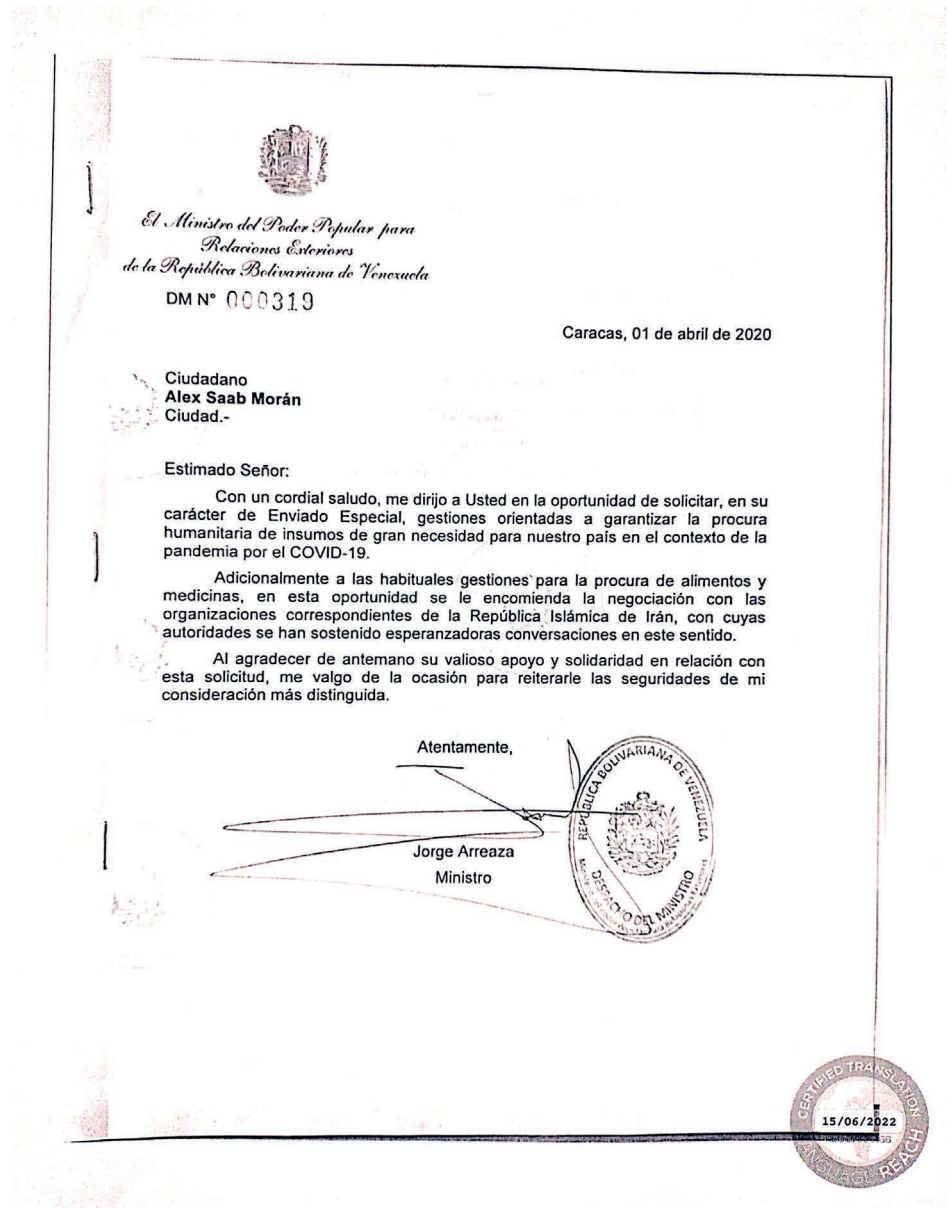 El Ministro del Poder Popular para
Relaciones Exteriores
de la República Bolivariana de Venezuela
DM N° 000319
Caracas, 01 de abril de 2020
Ciudadano
Alex Saab Morán
Ciudad.-
Estimado Señor:
Con un cordial saludo, me dirijo a Usted en la oportunidad de solicitar, en su
carácter de Enviado Especial, gestiones orientadas a garantizar la procura
humanitaria de insumos de gran necesidad para nuestro país en el contexto de la
pandemia por el COVID-19.
Adicionalmente a las habituales gestiones para la procura de alimentos y
medicinas, en esta oportunidad se le encomienda la negociación con las
organizaciones correspondientes de la República Islámica de Irán, con cuyas
autoridades se han sostenido esperanzadoras conversaciones en este sentido.
Al agradecer de antemano su valioso apoyo y solidaridad en relación con
esta solicitud, me valgo de la ocasión para reiterarle las seguridades de mi
consideración más distinguida.
Atentamente,
Jorge Arreaza
Ministro
REPÚBLICA BOLIVARIANA DE VENEZUELA
DESPACHO DEL MINISTRO
CERTIFIED TRANSLATION
15/06/2022
LANGUAGE REACH